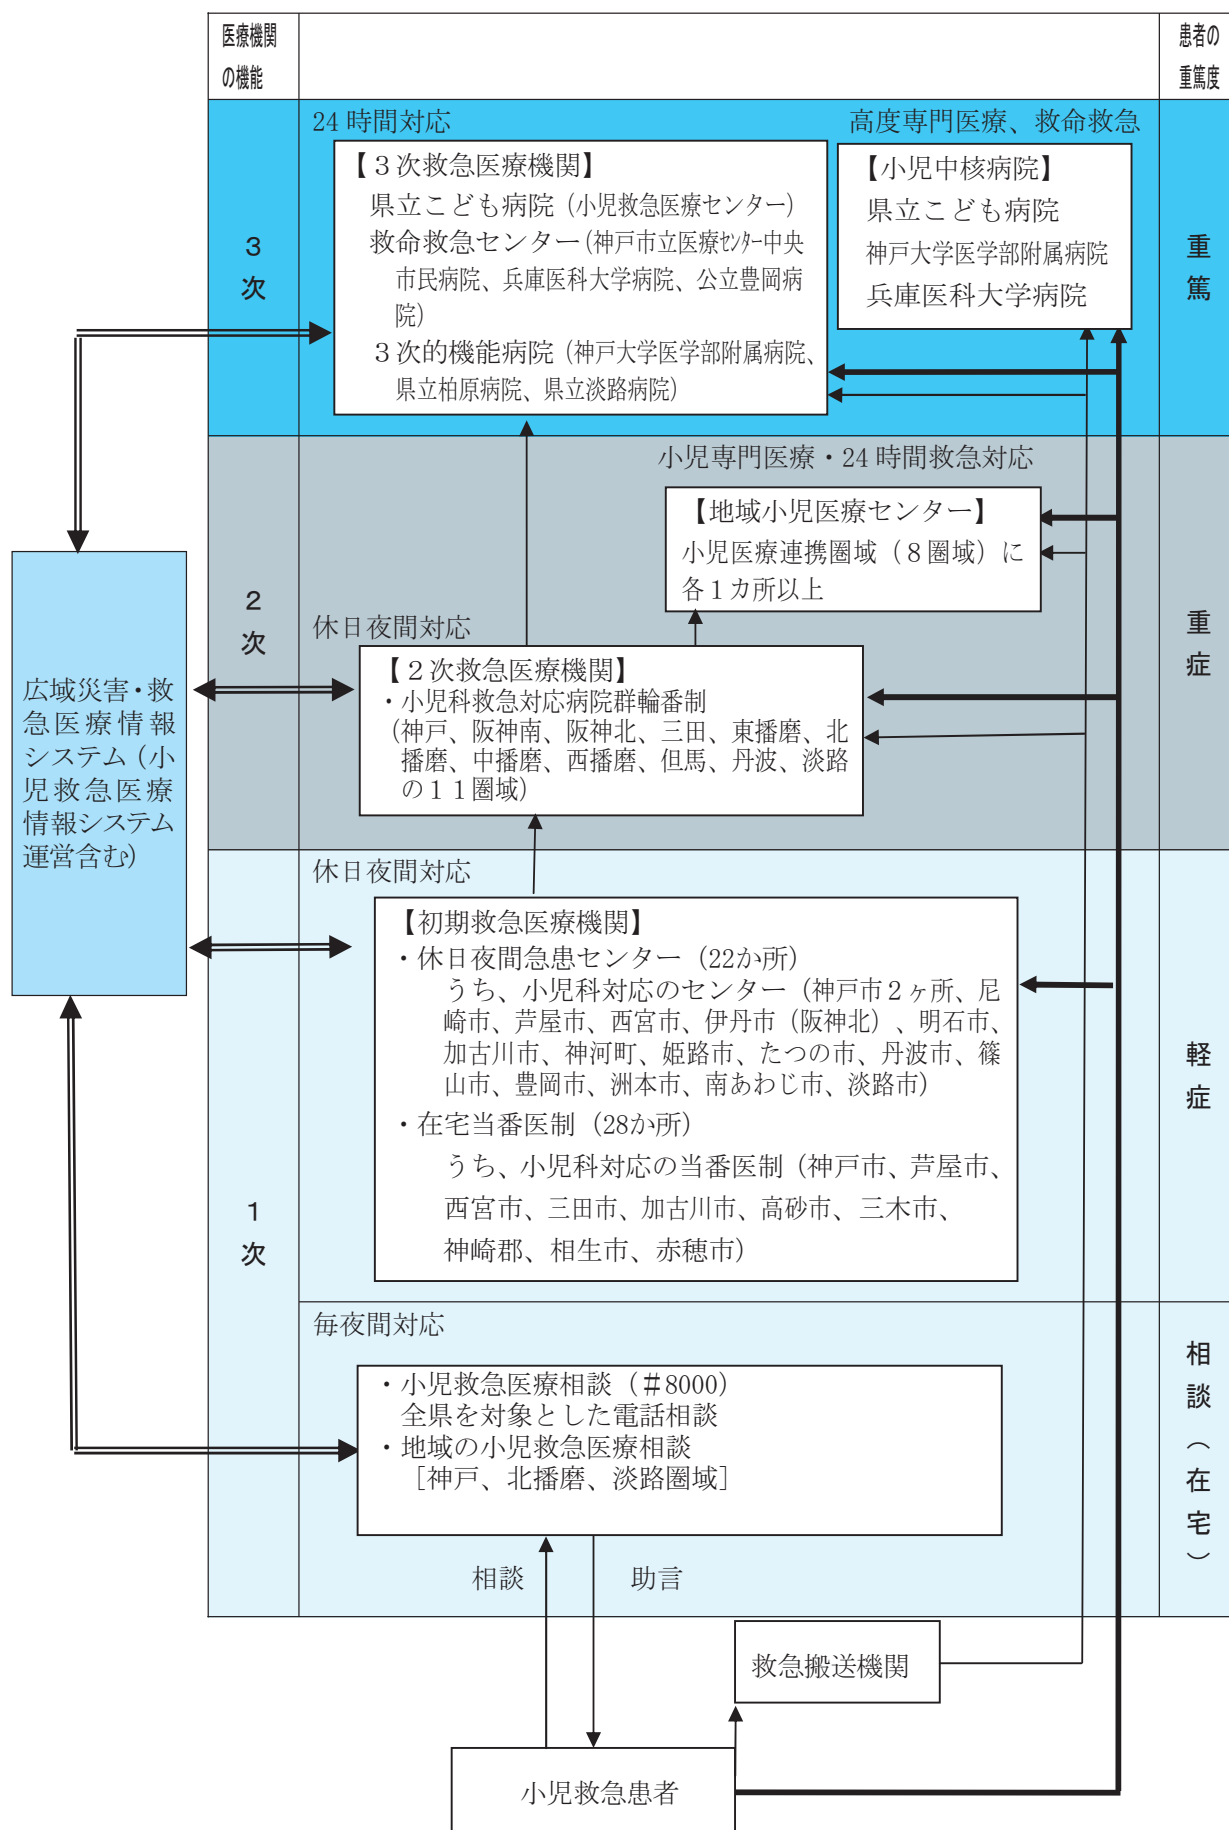 医療機関
の機能
患者の
重篤度
3
次
24時間対応
高度専門医療、救命救急
【３次救急医療機関】
県立こども病院（小児救急医療センター）
救命救急センター（神戸市立医療ｾﾝﾀｰ中央
市民病院、兵庫医科大学病院、公立豊岡病
院）
３次的機能病院（神戸大学医学部附属病院、
県立柏原病院、県立淡路病院）
【小児中核病院】
県立こども病院
神戸大学医学部附属病院
兵庫医科大学病院
重
篤
2
次
小児専門医療・24時間救急対応
【地域小児医療センター】
小児医療連携圏域（８圏域）に
各１カ所以上
休日夜間対応
【２次救急医療機関】
・小児科救急対応病院群輪番制
（神戸、阪神南、阪神北、三田、東播磨、北
播磨、中播磨、西播磨、但馬、丹波、淡路
の１１圏域）
重
症
広域災害・救
急医療情報
システム（小
児救急医療
情報システム
運営含む）
1
次
休日夜間対応
【初期救急医療機関】
・休日夜間急患センター（22か所）
うち、小児科対応のセンター（神戸市２ヶ所、尼
崎市、芦屋市、西宮市、伊丹市（阪神北）、明石市、
加古川市、神河町、姫路市、たつの市、丹波市、篠
山市、豊岡市、洲本市、南あわじ市、淡路市）
・在宅当番医制（28か所）
うち、小児科対応の当番医制（神戸市、芦屋市、
西宮市、三田市、加古川市、高砂市、三木市、
神崎郡、相生市、赤穂市）
軽
症
毎夜間対応
・小児救急医療相談（＃8000）
全県を対象とした電話相談
・地域の小児救急医療相談
［神戸、北播磨、淡路圏域］
相談
助言
相
談
（
在
宅
）
救急搬送機関
小児救急患者